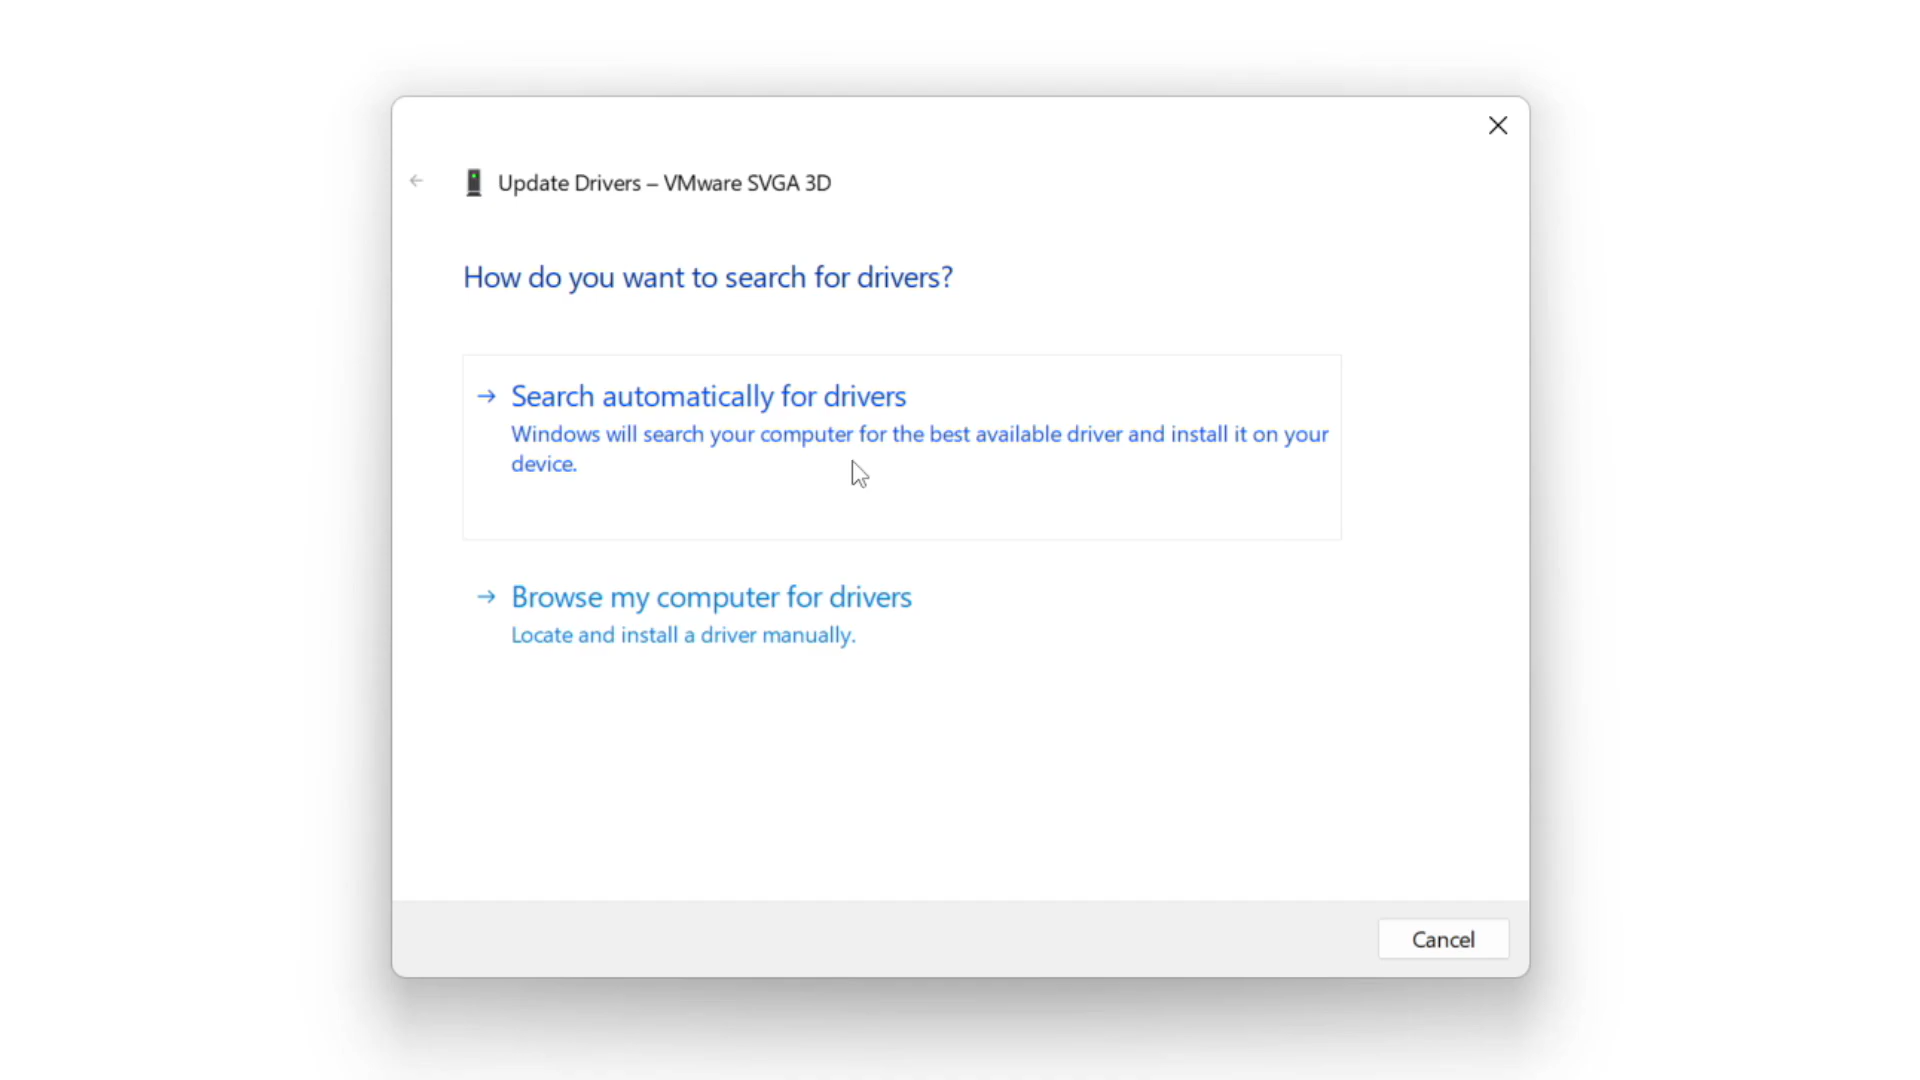 Update Drivers – VMware SVGA 3D
How do you want to search for drivers?
Search automatically for drivers
Windows will search your computer for the best available driver and install it on your
device.
Browse my computer for drivers
Locate and install a driver manually.
Cancel